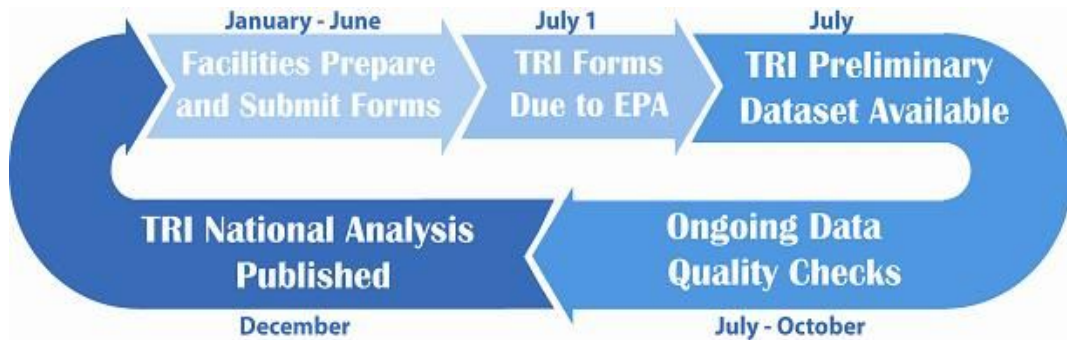 January - June
Facilities Prepare
and Submit Forms
July 1
TRI Forms
Due to EPA
July
TRI Preliminary
Dataset Available
Ongoing Data
Quality Checks
July - October
TRI National Analysis
Published
December